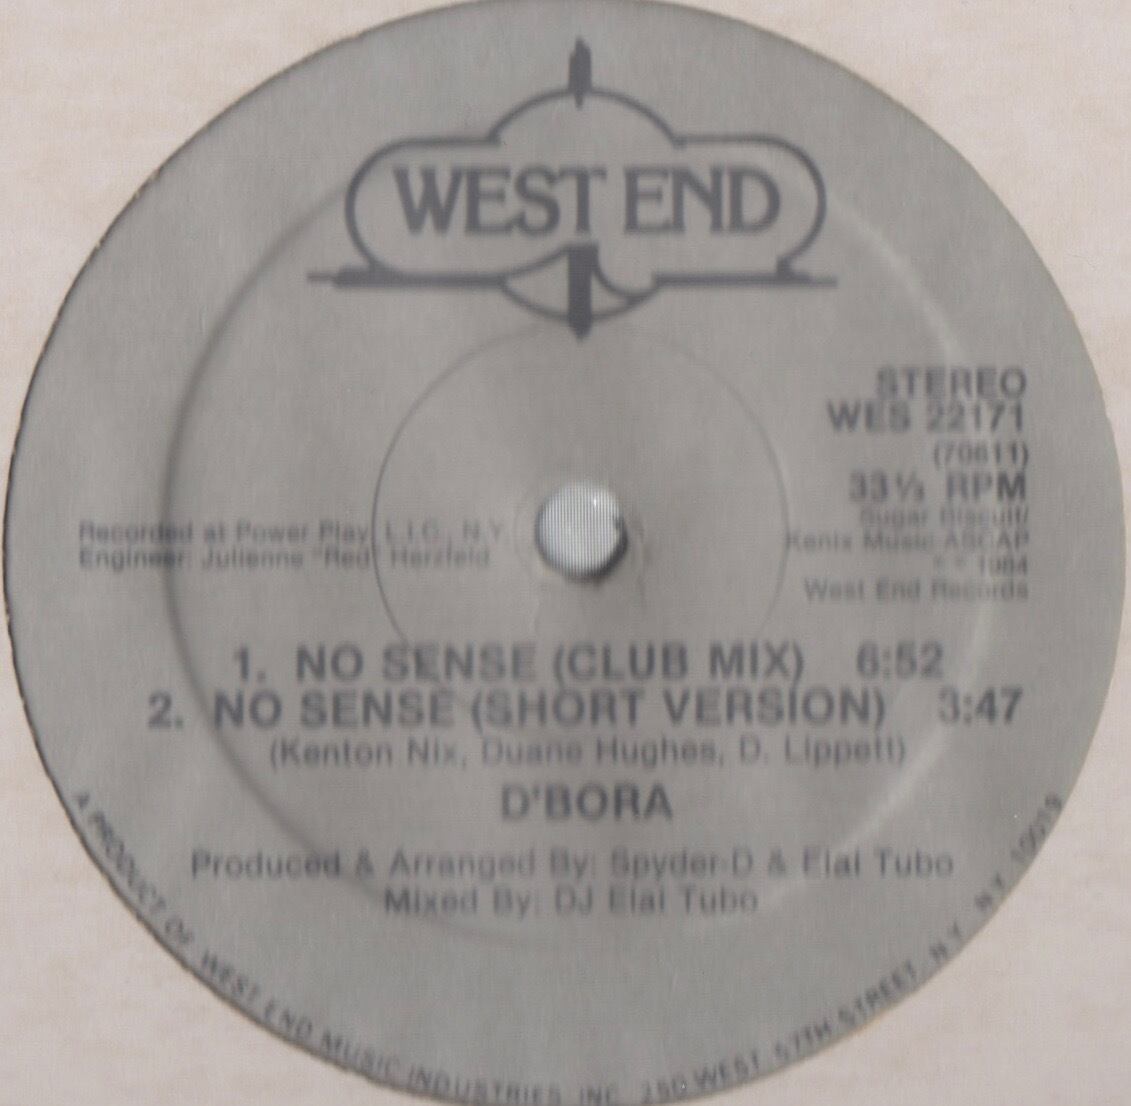 WEST END
STEREO
WES 22171
(70611)
33⅓ RPM
Sugar Biscuit/
Kenix Music ASCAP
1984
West End Records
Recorded at Power Play, L.I.C., N.Y.
Engineer: Julienne "Red" Herzfeld
1. NO SENSE (CLUB MIX) 6:52
2. NO SENSE (SHORT VERSION) 3:47
(Kenton Nix, Duane Hughes, D. Lippett)
D'BORA
Produced & Arranged By: Spyder-D & Elai Tubo
Mixed By: DJ Elai Tubo
A PRODUCT OF WEST END MUSIC INDUSTRIES, INC. 250 WEST 57TH STREET, N.Y., N.Y. 10019